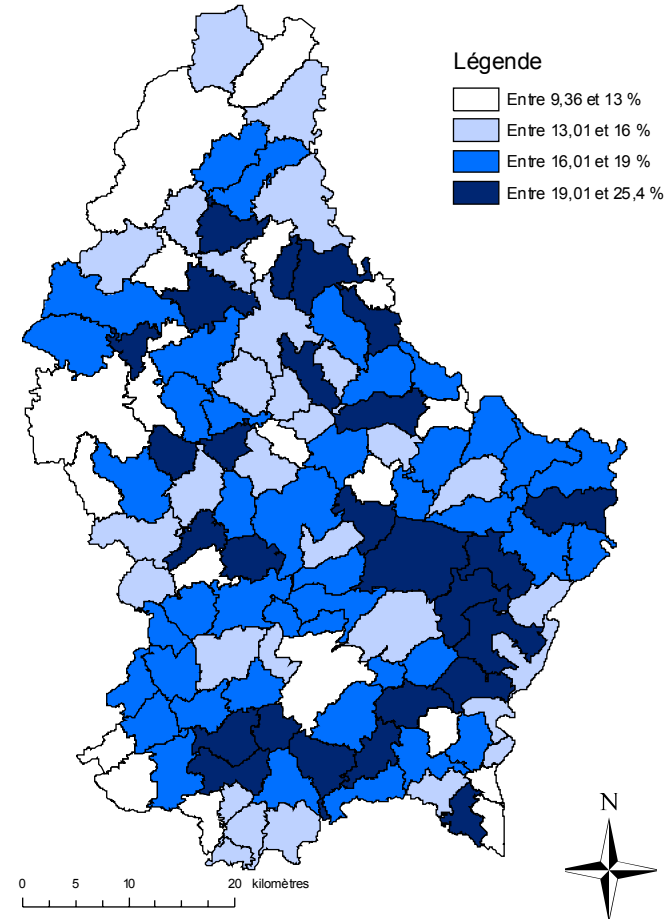 Légende
Entre 9,36 et 13 %
Entre 13,01 et 16 %
Entre 16,01 et 19 %
Entre 19,01 et 25,4 %
N
0 5 10 20 kilomètres